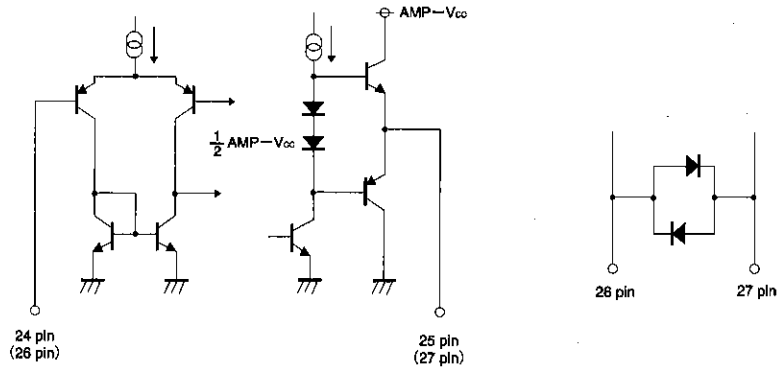 AMP−Vcc
1/2 AMP−Vcc
24 pin
(26 pin)
25 pin
(27 pin)
26 pin
27 pin